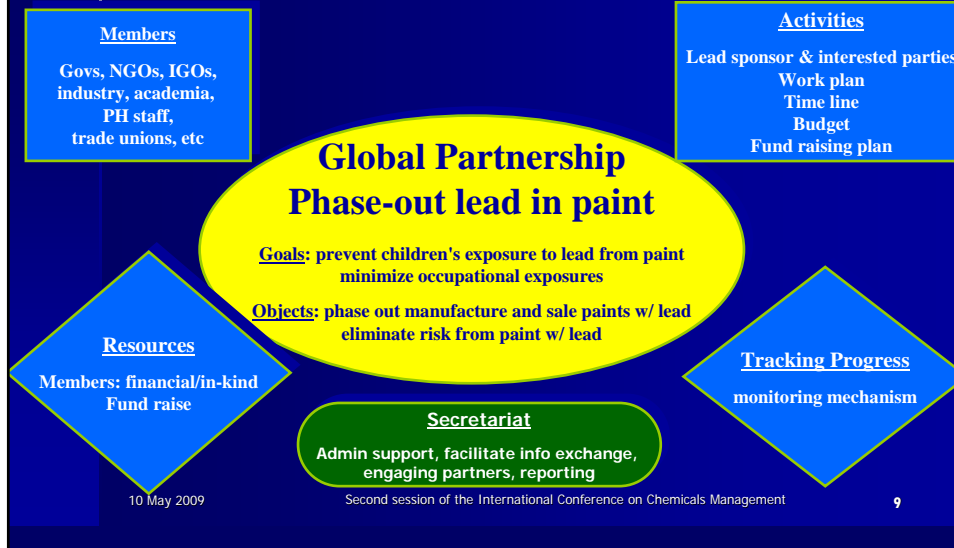 Members
Govs, NGOs, IGOs,
industry, academia,
PH staff,
trade unions, etc
Activities
Lead sponsor & interested parties
Work plan
Time line
Budget
Fund raising plan
Global Partnership
Phase-out lead in paint
Goals: prevent children's exposure to lead from paint
minimize occupational exposures
Objects: phase out manufacture and sale paints w/ lead
eliminate risk from paint w/ lead
Resources
Members: financial/in-kind
Fund raise
Tracking Progress
monitoring mechanism
Secretariat
Admin support, facilitate info exchange,
engaging partners, reporting
10 May 2009
Second session of the International Conference on Chemicals Management
9